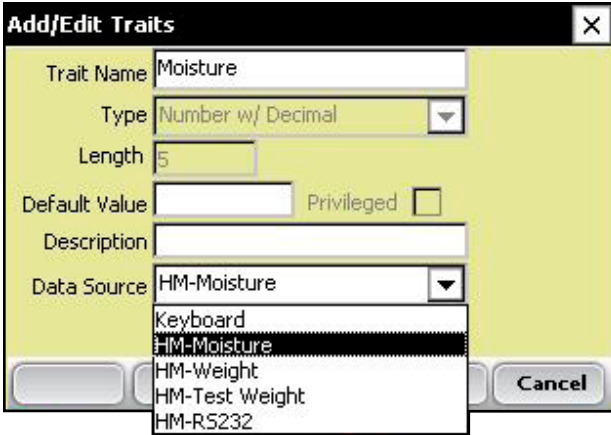 Add/Edit Traits
Trait Name Moisture
Type Number w/ Decimal
Length 5
Default Value Privileged
Description
Data Source HM-Moisture
Keyboard
HM-Moisture
HM-Weight
HM-Test Weight
HM-RS232
Cancel